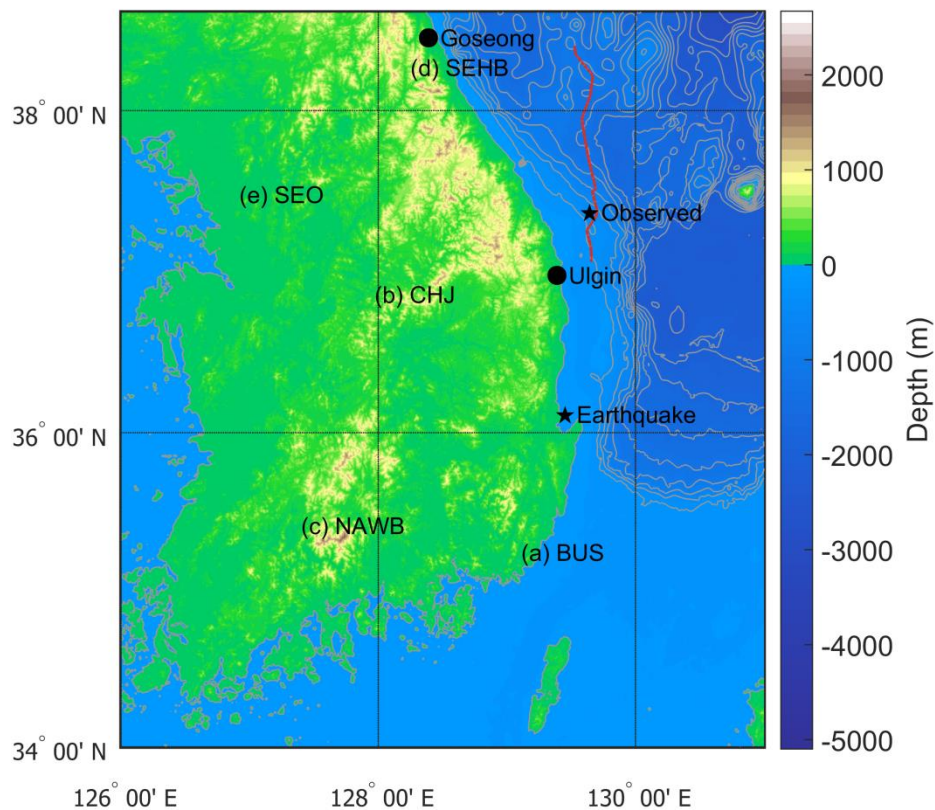 Goseong
(d) SEHB
38° 00' N
(e) SEO
Observed
Ulgin
(b) CHJ
Earthquake
36° 00' N
(c) NAWB
(a) BUS
34° 00' N
126° 00' E
128° 00' E
130° 00' E
2000
1000
0
-1000
-2000
-3000
-4000
-5000
Depth (m)